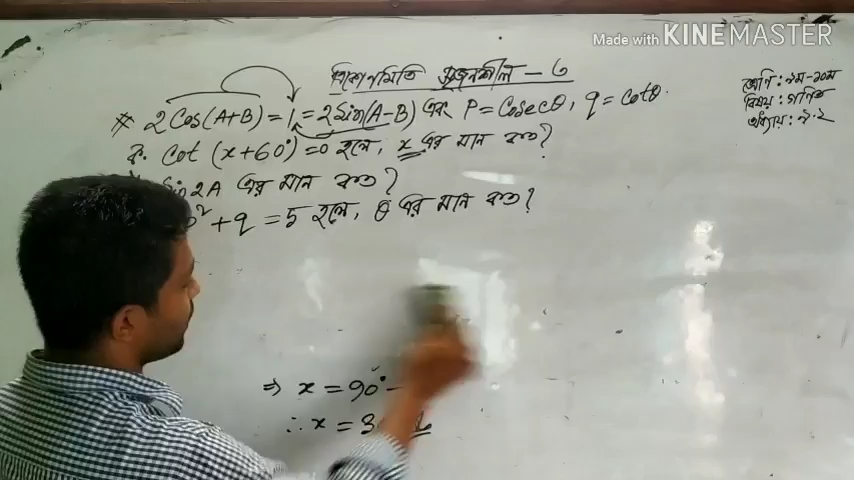 Made with KINEMASTER
ত্রিকোণমিতি সৃজনশীল - ৩
শ্রেণি : ৯ম-১০ম
বিষয় : গণিত
অধ্যায় : ৯.২
* 2Cos(A+B) = 1 = 2Sin(A-B) এবং P = Cosecθ, q = Cotθ.
ক. Cot (x+60°) = 0 হলে, x এর মান কত?
2A এর মান কত?
+ q = 5 হলে, θ এর মান কত?
⇒ x = 90° -
∴ x = 3